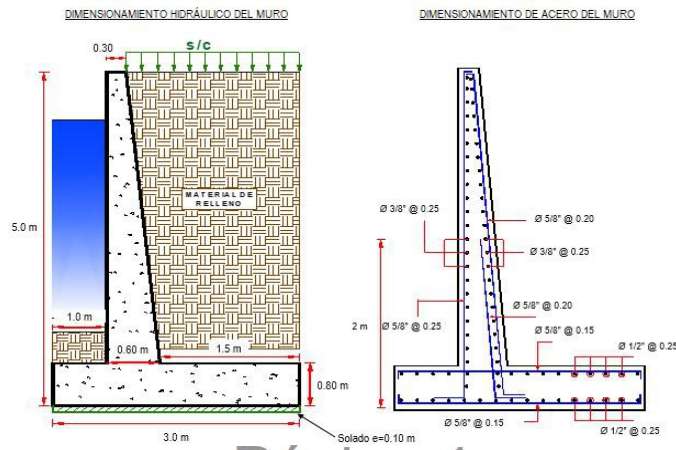 DIMENSIONAMIENTO HIDRÁULICO DEL MURO
DIMENSIONAMIENTO DE ACERO DEL MURO
0.30
S/C
MATERIAL DE
RELLENO
5.0 m
1.0 m
0.60 m
1.5 m
0.80 m
3.0 m
Solado e=0.10 m
Ø 3/8" @ 0.25
Ø 5/8" @ 0.20
Ø 3/8" @ 0.25
2 m
Ø 5/8" @ 0.25
Ø 5/8" @ 0.20
Ø 5/8" @ 0.15
Ø 1/2" @ 0.25
Ø 5/8" @ 0.15
Ø 1/2" @ 0.25